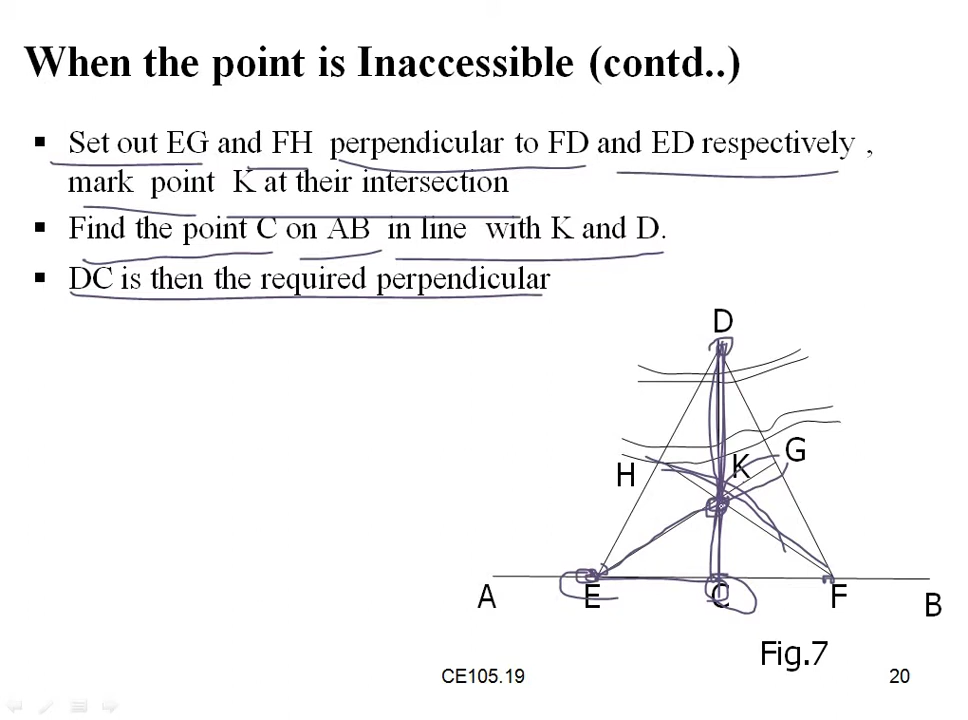 When the point is Inaccessible (contd..)
▪ Set out EG and FH perpendicular to FD and ED respectively ,
mark point K at their intersection
▪ Find the point C on AB in line with K and D.
▪ DC is then the required perpendicular
D
G
K
H
A
E
C
F
B
Fig.7
CE105.19
20